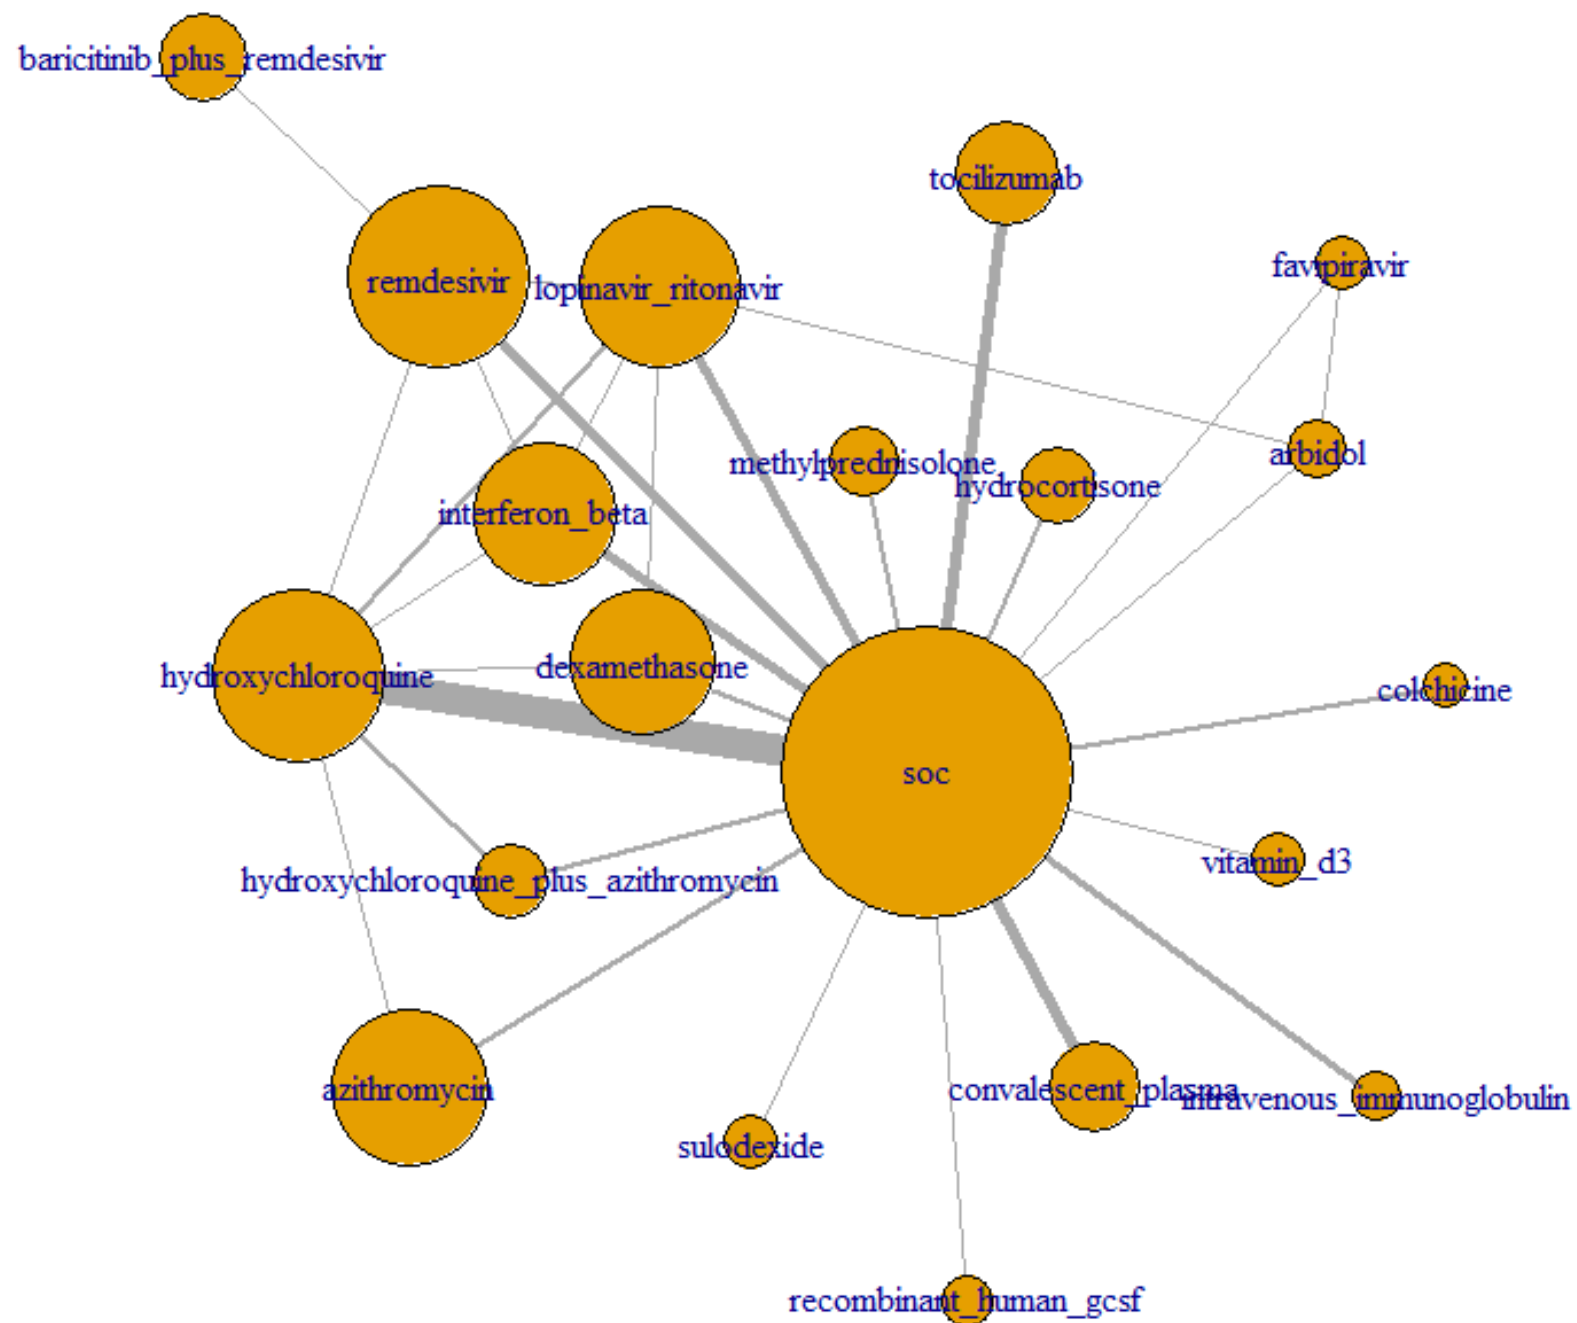 baricitinib_plus_remdesivir
tocilizumab
favipiravir
remdesivir
lopinavir_ritonavir
arbidol
methylprednisolone
hydrocortisone
interferon_beta
hydroxychloroquine
dexamethasone
colchicine
soc
vitamin_d3
hydroxychloroquine_plus_azithromycin
azithromycin
convalescent_plasma
intravenous_immunoglobulin
sulodexide
recombinant_human_gcsf